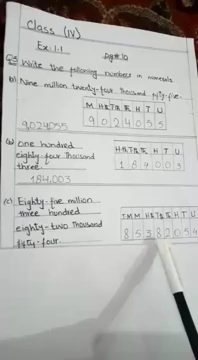 Class (IV)
Ex:1-1
page 10
Q5 Write the following numbers in numerals
b) Nine million twenty-four thousand fifty-five.
M H.Th T.Th Th H T U
9 0 2 4 0 5 5
9024055
(a) One hundred
eighty-four thousand
three
H.Th T.Th Th H T U
1 8 4 0 0 3
184,003
(c) Eighty-five million
three hundred
eighty-two thousand
fifty-four.
T.M M H.Th T.Th Th H T U
8 5 3 8 2 0 5 4